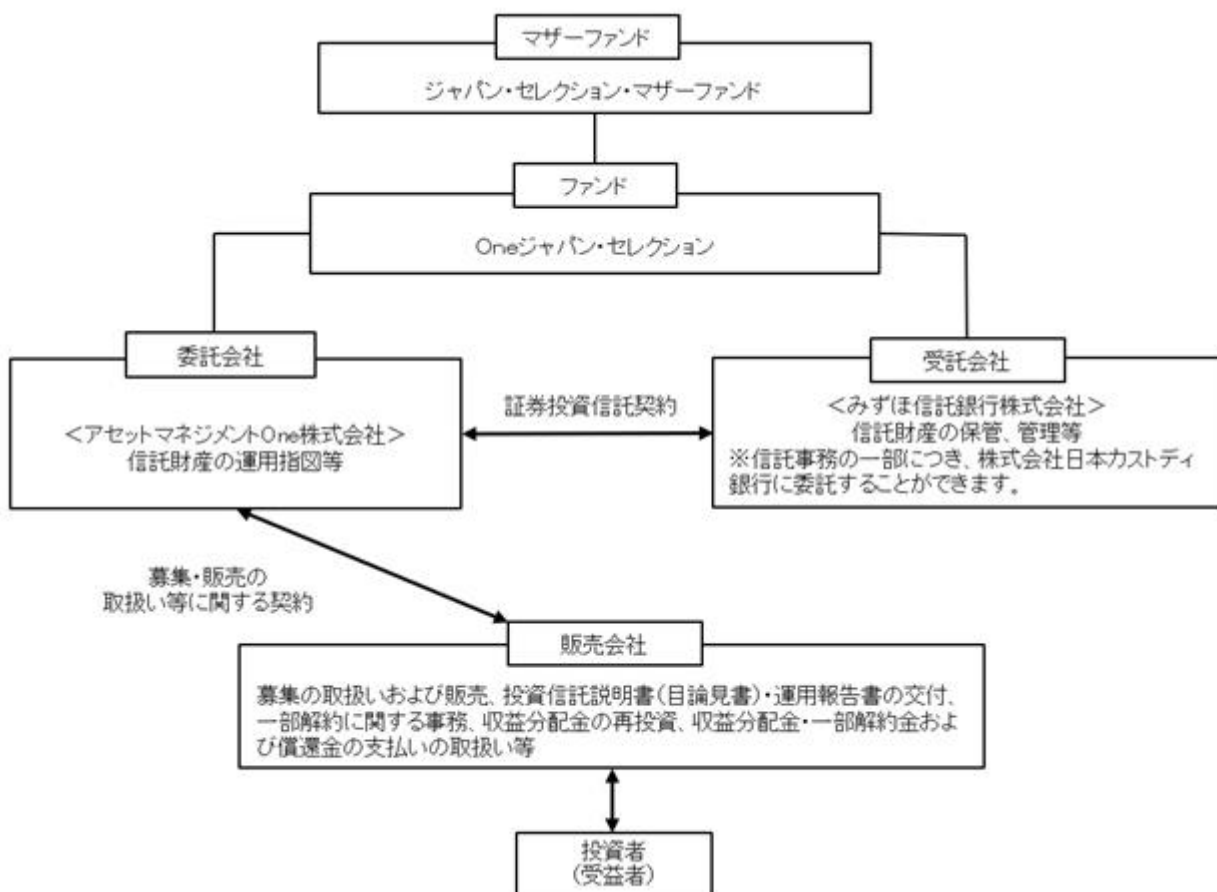 マザーファンド
ジャパン・セレクション・マザーファンド
ファンド
Oneジャパン・セレクション
委託会社
<アセットマネジメントOne株式会社>
信託財産の運用指図等
証券投資信託契約
受託会社
<みずほ信託銀行株式会社>
信託財産の保管、管理等
※信託事務の一部につき、株式会社日本カストディ
銀行に委託することができます。
募集・販売の
取扱い等に関する契約
販売会社
募集の取扱いおよび販売、投資信託説明書(目論見書)・運用報告書の交付、
一部解約に関する事務、収益分配金の再投資、収益分配金・一部解約金およ
び償還金の支払いの取扱い等
投資者
(受益者)